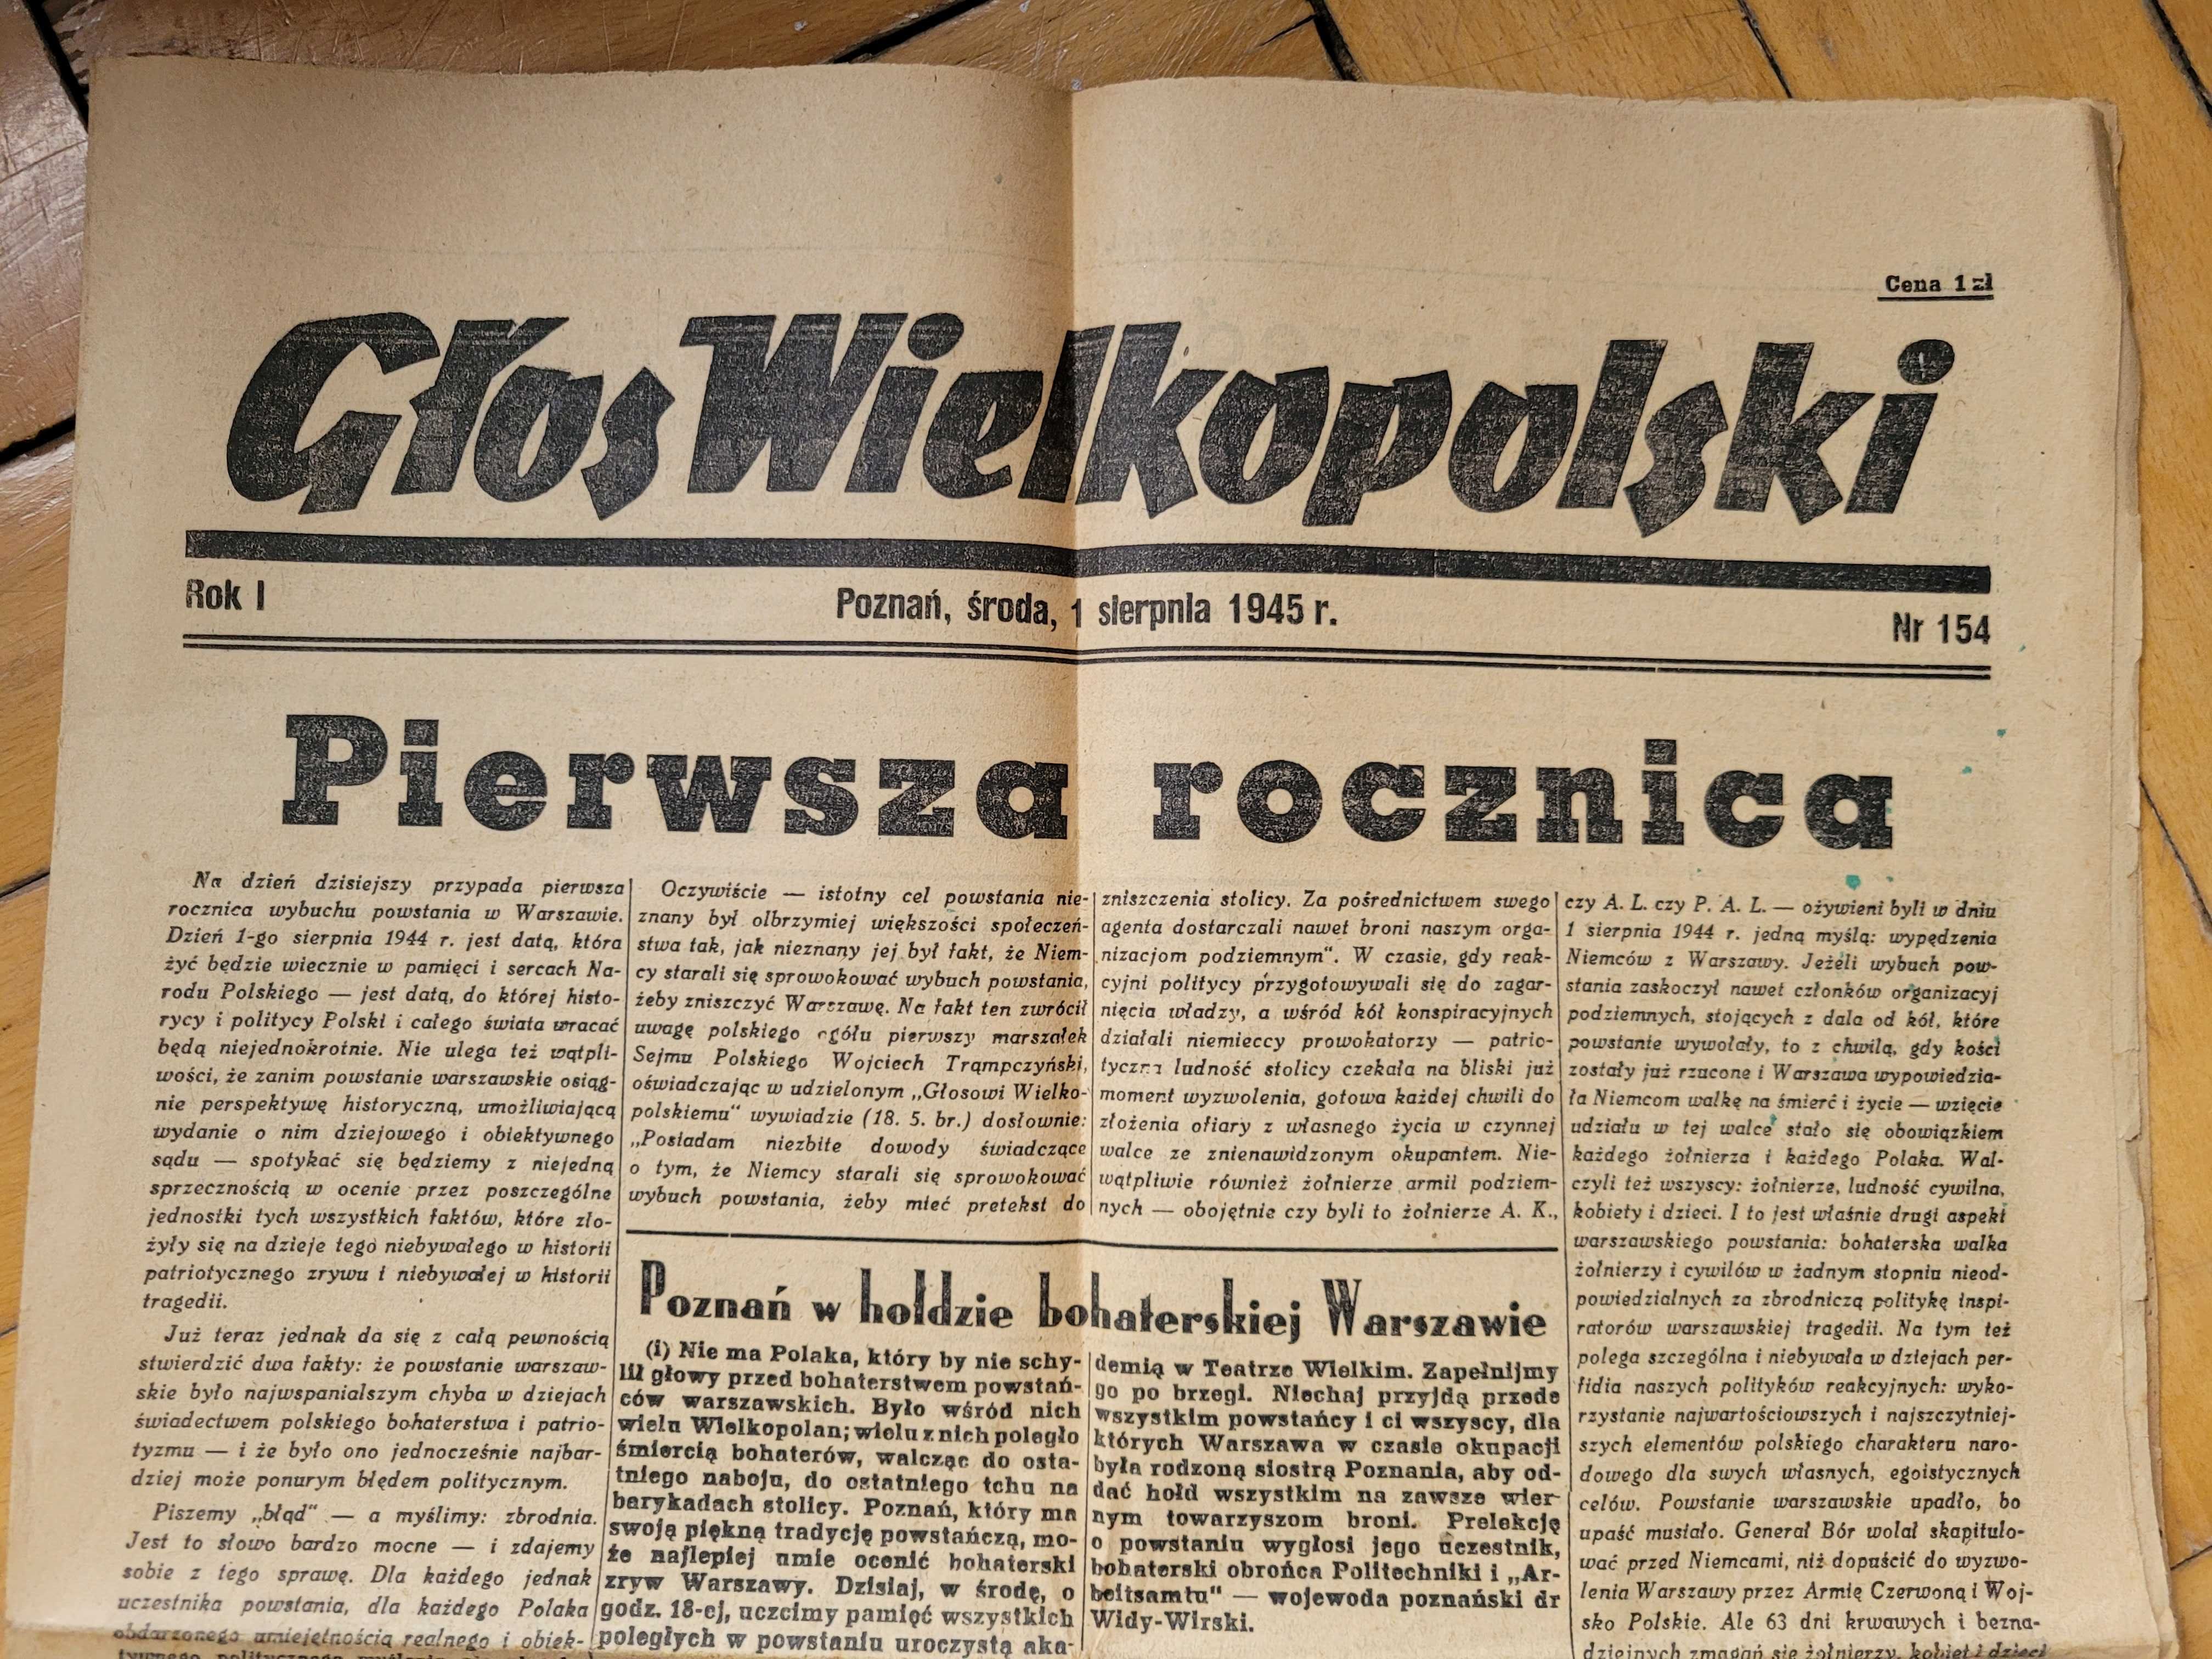 Cena 1 zł
Głos Wielkopolski
Rok I
Poznań, środa, 1 sierpnia 1945 r.
Nr 154
Pierwsza rocznica
Na dzień dzisiejszy przypada pierwsza
rocznica wybuchu powstania w Warszawie.
Dzień 1-go sierpnia 1944 r. jest datą, która
żyć będzie wiecznie w pamięci i sercach Na-
rodu Polskiego — jest datą, do której histo-
rycy i politycy Polski i całego świata wracać
będą niejednokrotnie. Nie ulega też wątpli-
wości, że zanim powstanie warszawskie osiąg-
nie perspektywę historyczną, umożliwiającą
wydanie o nim dziejowego i obiektywnego
sądu — spotykać się będziemy z niejedną
sprzecznością w ocenie przez poszczególne
jednostki tych wszystkich faktów, które zło-
żyły się na dzieje tego niebywałego w historii
patriotycznego zrywu i niebywałej w historii
tragedii.
Już teraz jednak da się z całą pewnością
stwierdzić dwa fakty: że powstanie warszaw-
skie było najwspanialszym chyba w dziejach
świadectwem polskiego bohaterstwa i patrio-
tyzmu — i że było ono jednocześnie najbar-
dziej może ponurym błędem politycznym.
Piszemy „błąd" — a myślimy: zbrodnia.
Jest to słowo bardzo mocne — i zdajemy
sobie z tego sprawę. Dla każdego jednak
uczestnika powstania, dla każdego Polaka
obdarzonego umiejętnością realnego i obiek-
tywnego politycznego
Oczywiście — istotny cel powstania nie-
znany był olbrzymiej większości społeczeń-
stwa tak, jak nieznany jej był fakt, że Niem-
cy starali się sprowokować wybuch powstania,
żeby zniszczyć Warszawę. Na fakt ten zwrócił
uwagę polskiego ogółu pierwszy marszałek
Sejmu Polskiego Wojciech Trąmpczyński,
oświadczając w udzielonym „Głosowi Wielko-
polskiemu" wywiadzie (18. 5. br.) dosłownie:
„Posiadam niezbite dowody świadczące
o tym, że Niemcy starali się sprowokować
wybuch powstania, żeby mieć pretekst do
zniszczenia stolicy. Za pośrednictwem swego
agenta dostarczali nawet broni naszym orga-
nizacjom podziemnym". W czasie, gdy reak-
cyjni politycy przygotowywali się do zagar-
nięcia władzy, a wśród kół konspiracyjnych
działali niemieccy prowokatorzy — patrio-
tyczna ludność stolicy czekała na bliski już
moment wyzwolenia, gotowa każdej chwili do
złożenia ofiary z własnego życia w czynnej
walce ze znienawidzonym okupantem. Nie-
wątpliwie również żołnierze armii podziem-
nych — obojętnie czy byli to żołnierze A. K.,
czy A. L. czy P. A. L. — ożywieni byli w dniu
1 sierpnia 1944 r. jedną myślą: wypędzenia
Niemców z Warszawy. Jeżeli wybuch pow-
stania zaskoczył nawet członków organizacyj
podziemnych, stojących z dala od kół, które
powstanie wywołały, to z chwilą, gdy kości
zostały już rzucone i Warszawa wypowiedzia-
ła Niemcom walkę na śmierć i życie — wzięcie
udziału w tej walce stało się obowiązkiem
każdego żołnierza i każdego Polaka. Wal-
czyli też wszyscy: żołnierze, ludność cywilna,
kobiety i dzieci. I to jest właśnie drugi aspekt
warszawskiego powstania: bohaterska walka
żołnierzy i cywilów w żadnym stopniu nieod-
powiedzialnych za zbrodniczą politykę inspi-
ratorów warszawskiej tragedii. Na tym też
polega szczególna i niebywała w dziejach per-
fidia naszych polityków reakcyjnych: wyko-
rzystanie najwartościowszych i najszczytniej-
szych elementów polskiego charakteru naro-
dowego dla swych własnych, egoistycznych
celów. Powstanie warszawskie upadło, bo
upaść musiało. Generał Bór wolał skapitulo-
wać przed Niemcami, niż dopuścić do wyzwo-
lenia Warszawy przez Armię Czerwoną i Woj-
sko Polskie. Ale 63 dni krwawych i bezna-
dziejnych zmagań się żołnierzy, kobiet i dzieci
Poznań w hołdzie bohaterskiej Warszawie
(i) Nie ma Polaka, który by nie schy-
lił głowy przed bohaterstwem powstań-
ców warszawskich. Było wśród nich
wielu Wielkopolan; wielu z nich poległo
śmiercią bohaterów, walcząc do osta-
tniego naboju, do ostatniego tchu na
barykadach stolicy. Poznań, który ma
swoją piękną tradycję powstańczą, mo-
że najlepiej umie ocenić bohaterski
zryw Warszawy. Dzisiaj, w środę, o
godz. 18-ej, uczcimy pamięć wszystkich
poległych w powstaniu uroczystą aka-
demią w Teatrze Wielkim. Zapełnijmy
go po brzegi. Niechaj przyjdą przede
wszystkim powstańcy i ci wszyscy, dla
których Warszawa w czasie okupacji
była rodzoną siostrą Poznania, aby od-
dać hołd wszystkim na zawsze wier-
nym towarzyszom broni. Prelekcję
o powstaniu wygłosi jego uczestnik,
bohaterski obrońca Politechniki i „Ar-
beitsamtu" — wojewoda poznański dr
Widy-Wirski.